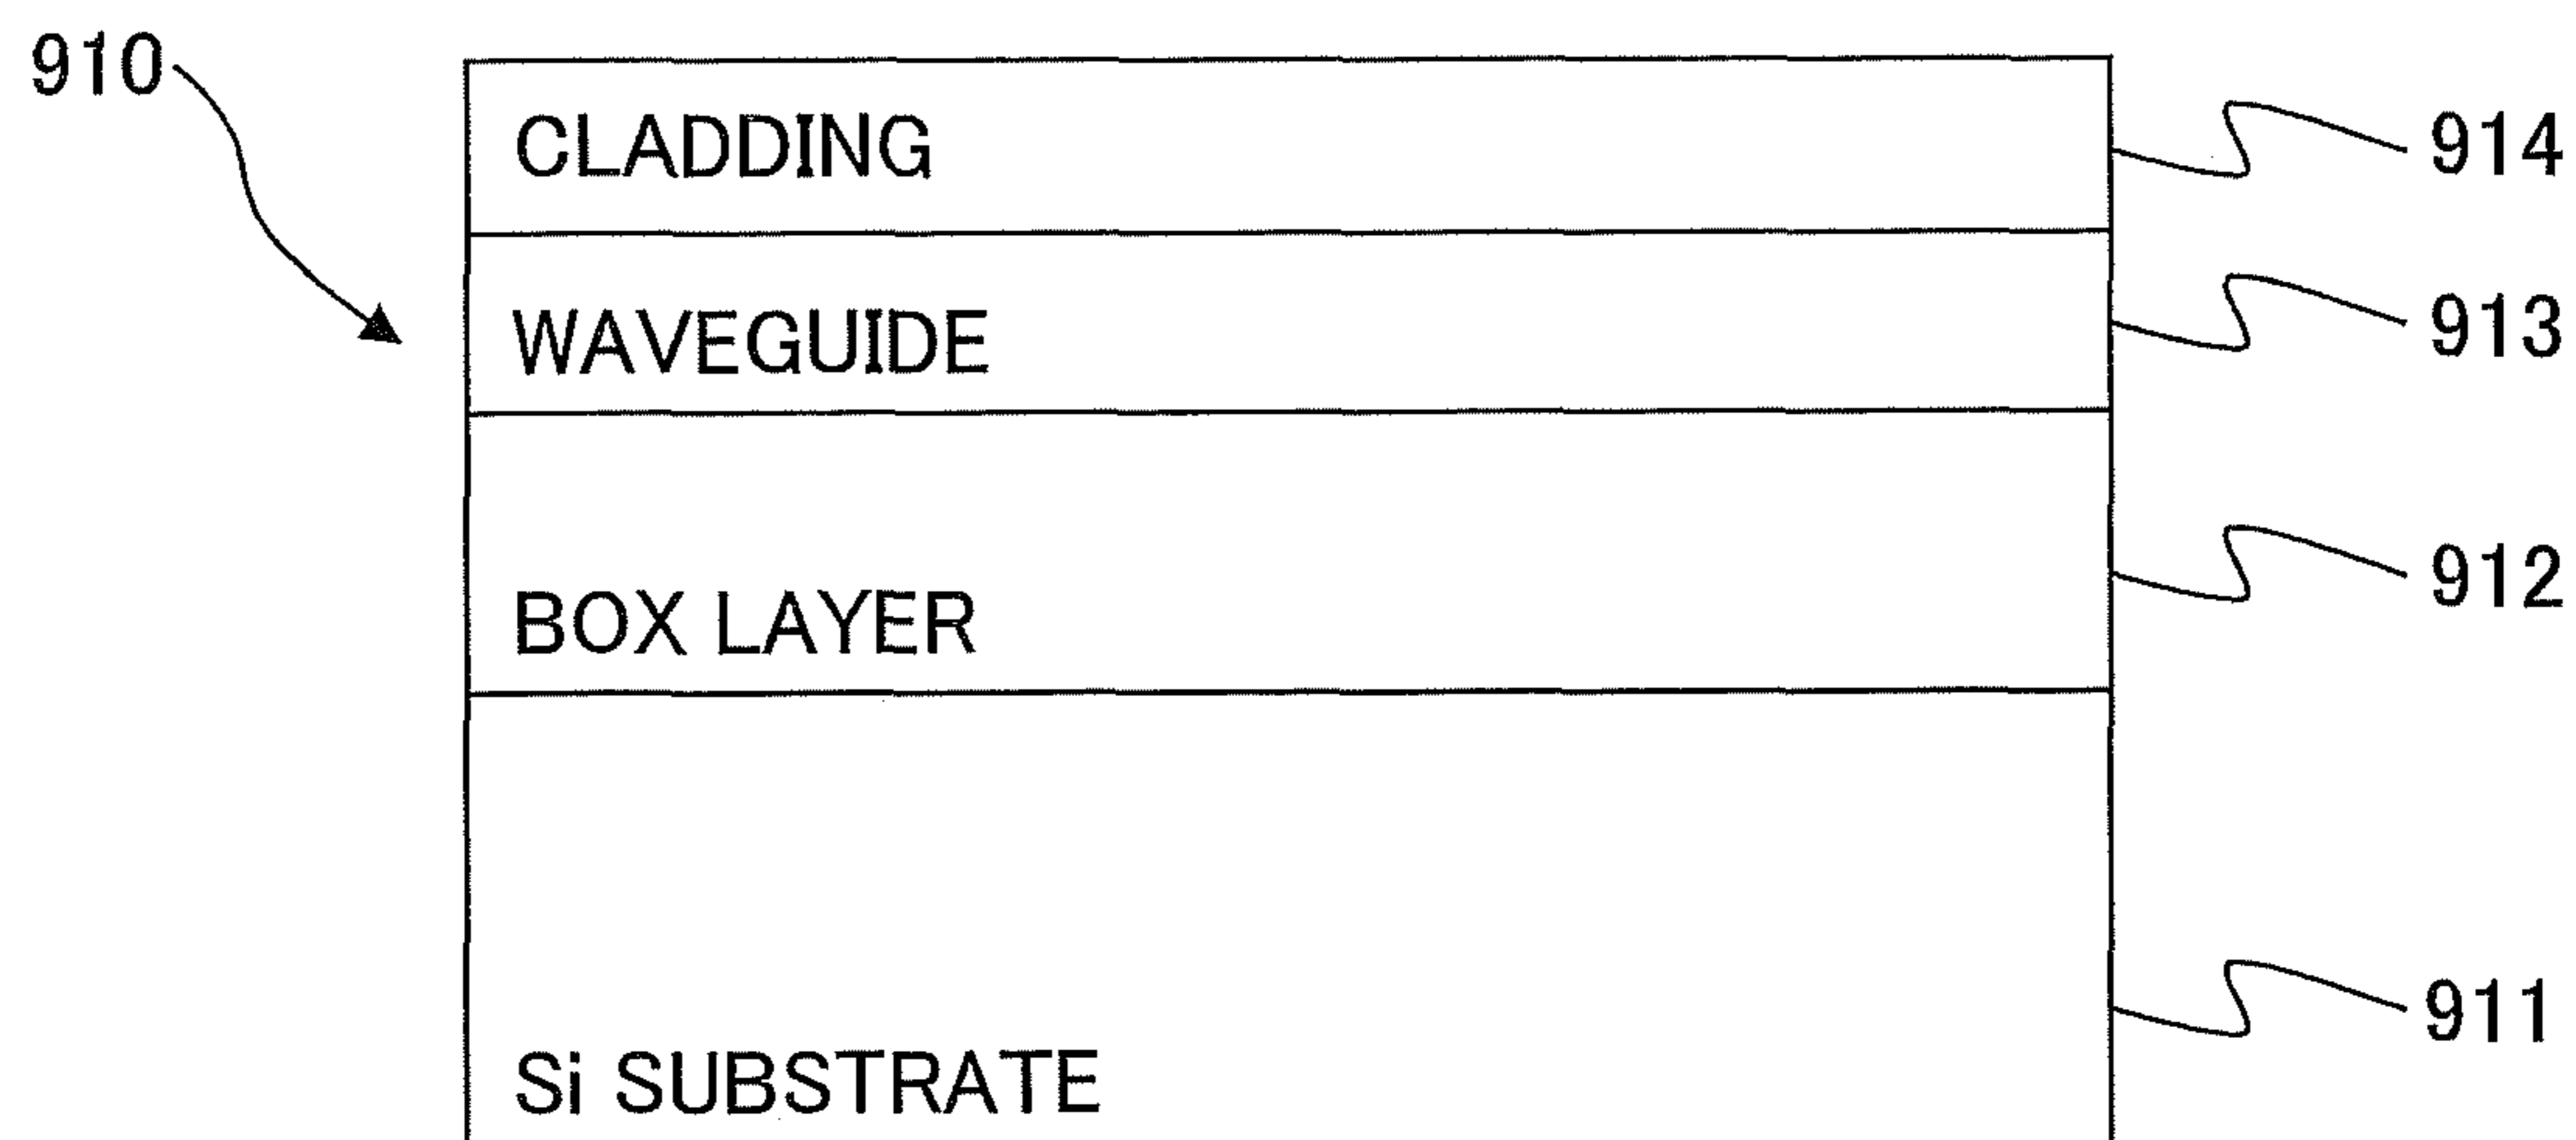 910
CLADDING 914
WAVEGUIDE 913
BOX LAYER 912
Si SUBSTRATE 911